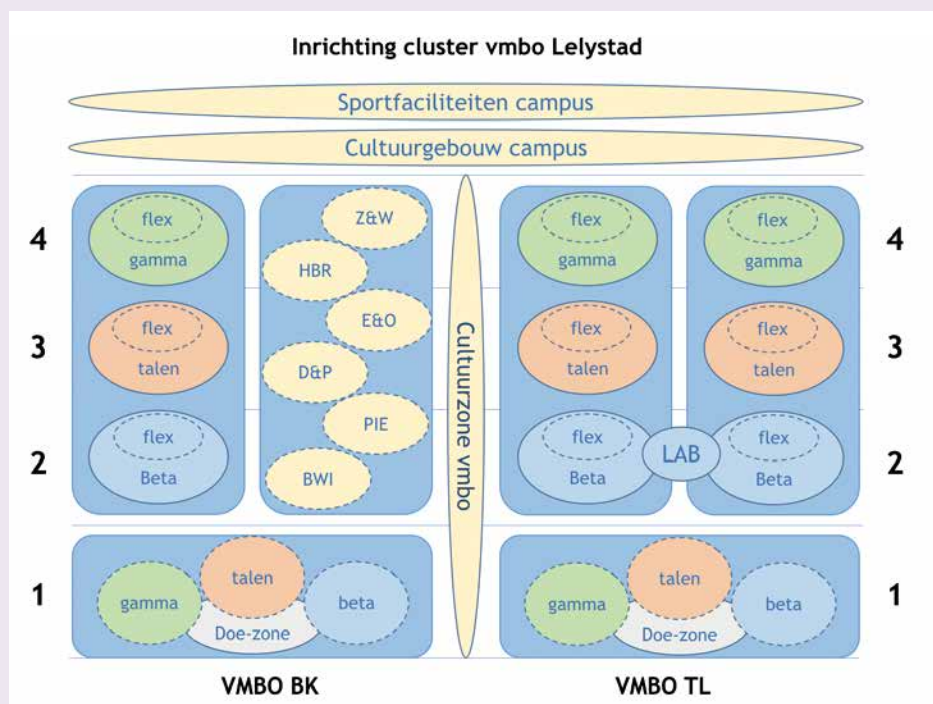 Inrichting cluster vmbo Lelystad
Sportfaciliteiten campus
Cultuurgebouw campus
4
flex
gamma
Z&W
HBR
flex
gamma
flex
gamma
4
3
flex
talen
E&O
D&P
Cultuurzone vmbo
flex
talen
flex
talen
3
2
flex
Beta
PIE
BWI
flex
Beta
LAB
flex
Beta
2
1
gamma
talen
beta
Doe-zone
gamma
talen
beta
Doe-zone
1
VMBO BK
VMBO TL